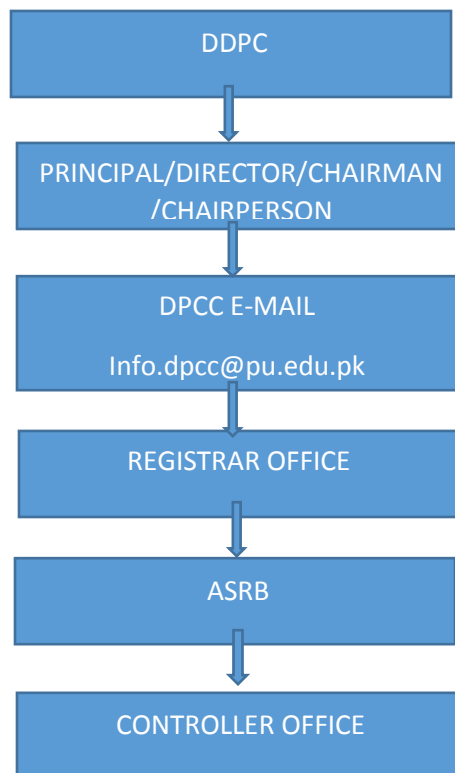 DDPC
PRINCIPAL/DIRECTOR/CHAIRMAN
/CHAIRPERSON
DPCC E-MAIL
Info.dpcc@pu.edu.pk
REGISTRAR OFFICE
ASRB
CONTROLLER OFFICE